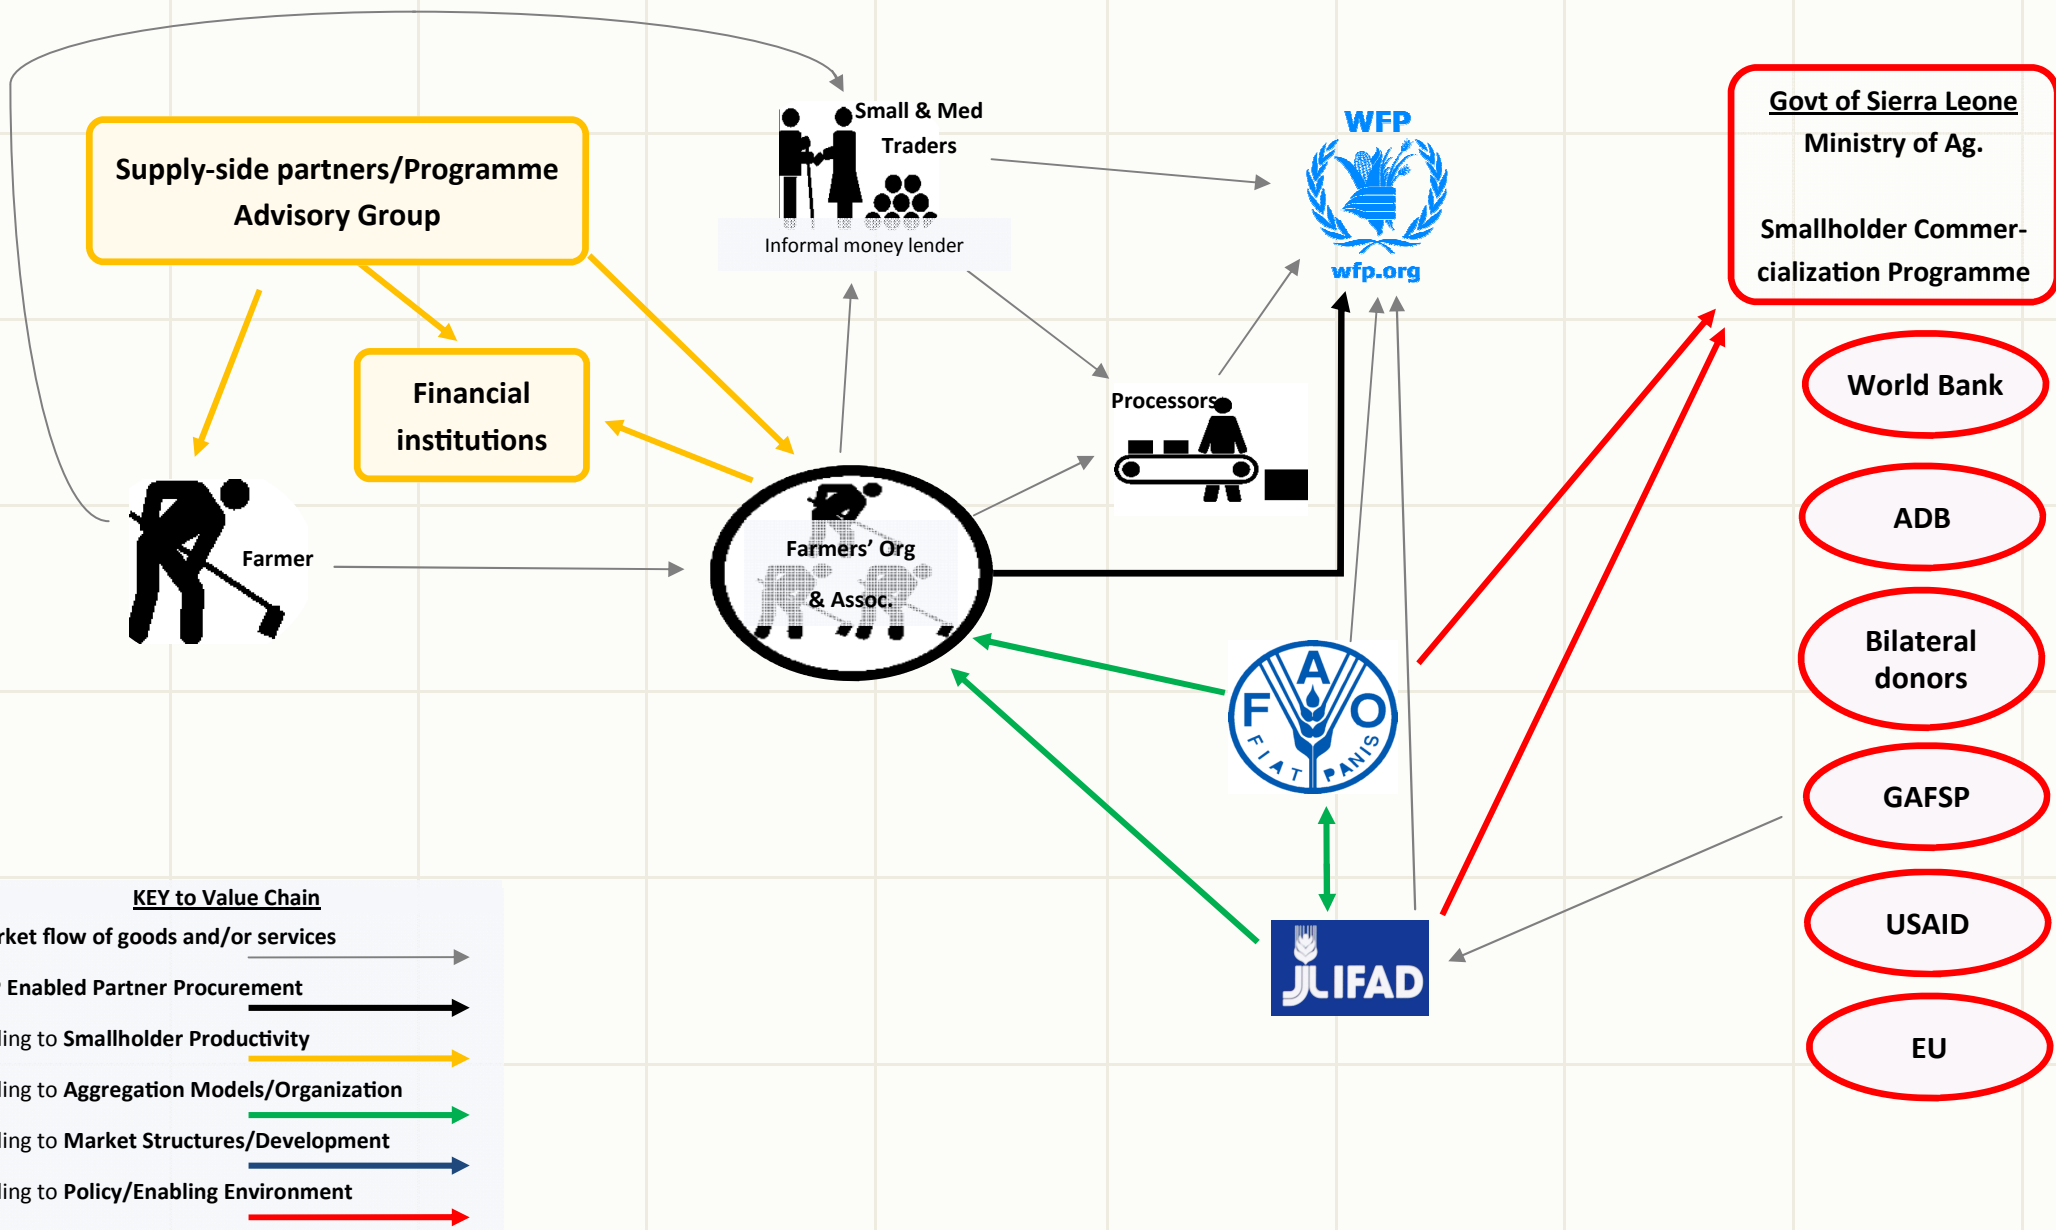 Supply-side partners/Programme
Advisory Group
Small & Med
Traders
Informal money lender
WFP
wfp.org
Govt of Sierra Leone
Ministry of Ag.
Smallholder Commer-
cialization Programme
Financial
institutions
Processors
World Bank
ADB
Farmer
Farmers' Org
& Assoc.
Bilateral
donors
F A O
FIAT PANIS
GAFSP
USAID
IFAD
EU
KEY to Value Chain
rket flow of goods and/or services
Enabled Partner Procurement
ling to Smallholder Productivity
ling to Aggregation Models/Organization
ling to Market Structures/Development
ling to Policy/Enabling Environment